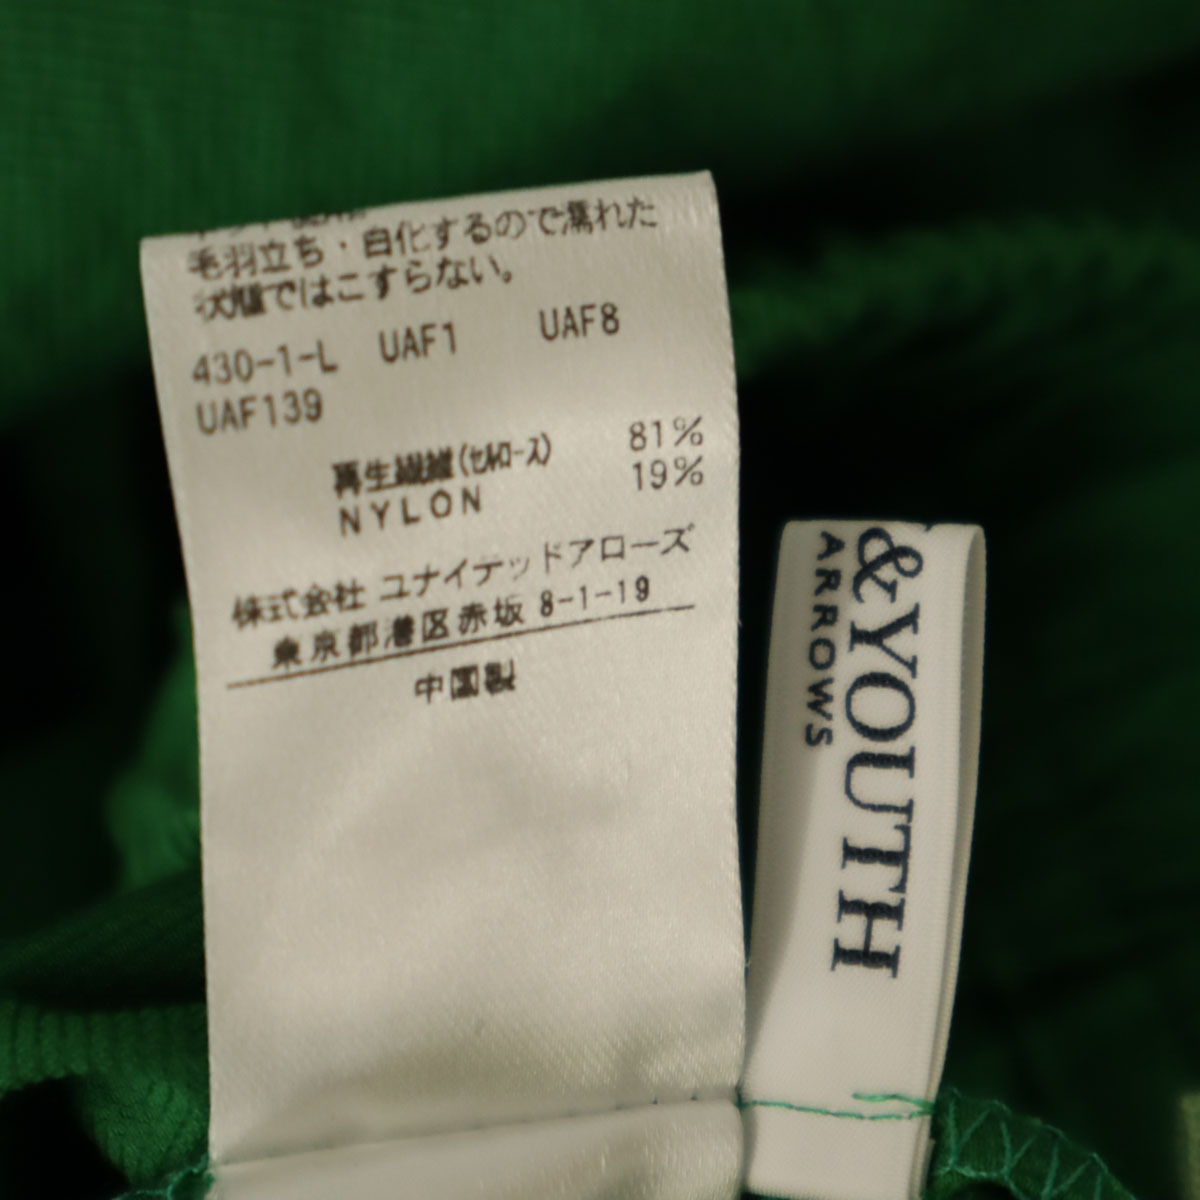 毛羽立ち・白化するので濡れた
状態ではこすらない。
430-1-L UAF1 UAF8
UAF139
再生繊維(セルロース) 81%
NYLON 19%
株式会社 ユナイテッドアローズ
東京都港区赤坂 8-1-19
中国製
&YOUTH
ARROWS